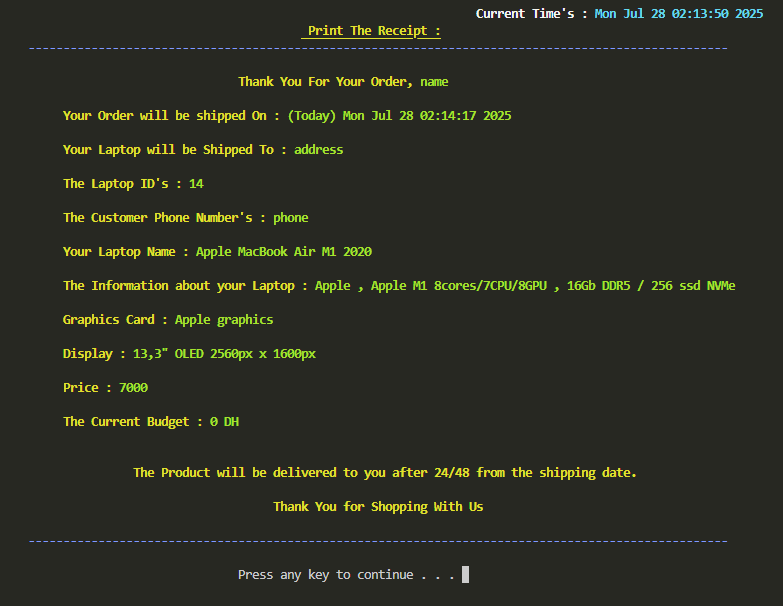 Current Time's : Mon Jul 28 02:13:50 2025
Print The Receipt :
----------------------------------------------------------------------------------------------------
Thank You For Your Order, name
Your Order will be shipped On : (Today) Mon Jul 28 02:14:17 2025
Your Laptop will be Shipped To : address
The Laptop ID's : 14
The Customer Phone Number's : phone
Your Laptop Name : Apple MacBook Air M1 2020
The Information about your Laptop : Apple , Apple M1 8cores/7CPU/8GPU , 16Gb DDR5 / 256 ssd NVMe
Graphics Card : Apple graphics
Display : 13,3" OLED 2560px x 1600px
Price : 7000
The Current Budget : 0 DH
The Product will be delivered to you after 24/48 from the shipping date.
Thank You for Shopping With Us
----------------------------------------------------------------------------------------------------
Press any key to continue . . .